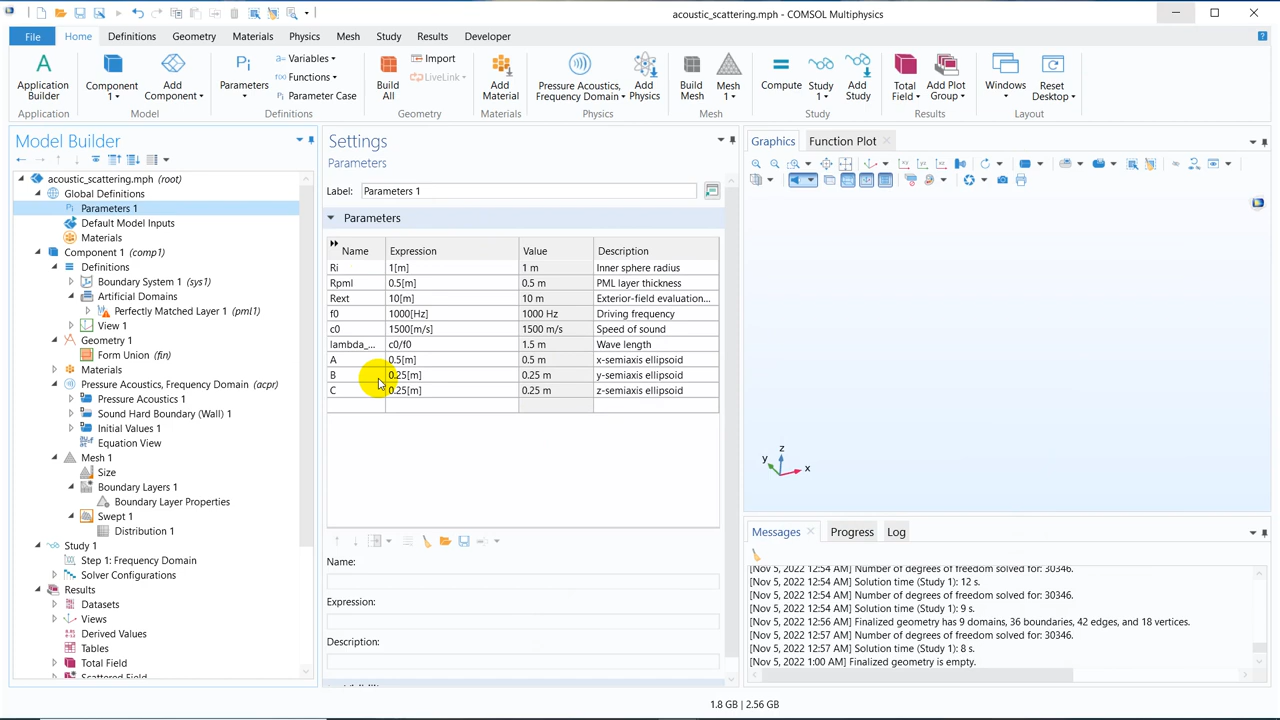 acoustic_scattering.mph - COMSOL Multiphysics
File
Home
Definitions
Geometry
Materials
Physics
Mesh
Study
Results
Developer
Application Builder
Component 1
Add Component
Pi
Parameters
a= Variables
f(x) Functions
Pi Parameter Case
Build All
Import
LiveLink
Add Material
Pressure Acoustics, Frequency Domain
Add Physics
Build Mesh
Mesh 1
Compute
Study 1
Add Study
Total Field
Add Plot Group
Windows
Reset Desktop
Application
Model
Definitions
Geometry
Materials
Physics
Mesh
Study
Results
Layout
Model Builder
acoustic_scattering.mph (root)
Global Definitions
Pi Parameters 1
Default Model Inputs
Materials
Component 1 (comp1)
Definitions
Boundary System 1 (sys1)
Artificial Domains
Perfectly Matched Layer 1 (pml1)
View 1
Geometry 1
Form Union (fin)
Materials
Pressure Acoustics, Frequency Domain (acpr)
Pressure Acoustics 1
Sound Hard Boundary (Wall) 1
Initial Values 1
Equation View
Mesh 1
Size
Boundary Layers 1
Boundary Layer Properties
Swept 1
Distribution 1
Study 1
Step 1: Frequency Domain
Solver Configurations
Results
Datasets
Views
Derived Values
Tables
Total Field
Scattered Field
Settings
Parameters
Label: Parameters 1
Parameters
Name Expression Value Description
Ri 1[m] 1 m Inner sphere radius
Rpml 0.5[m] 0.5 m PML layer thickness
Rext 10[m] 10 m Exterior-field evaluation...
f0 1000[Hz] 1000 Hz Driving frequency
c0 1500[m/s] 1500 m/s Speed of sound
lambda_... c0/f0 1.5 m Wave length
A 0.5[m] 0.5 m x-semiaxis ellipsoid
B 0.25[m] 0.25 m y-semiaxis ellipsoid
C 0.25[m] 0.25 m z-semiaxis ellipsoid
Name:
Expression:
Description:
Graphics
Function Plot
z
y
x
Messages
Progress
Log
[Nov 5, 2022 12:54 AM] Number of degrees of freedom solved for: 30346.
[Nov 5, 2022 12:54 AM] Solution time (Study 1): 12 s.
[Nov 5, 2022 12:54 AM] Number of degrees of freedom solved for: 30346.
[Nov 5, 2022 12:54 AM] Solution time (Study 1): 9 s.
[Nov 5, 2022 12:56 AM] Finalized geometry has 9 domains, 36 boundaries, 42 edges, and 18 vertices.
[Nov 5, 2022 12:57 AM] Number of degrees of freedom solved for: 30346.
[Nov 5, 2022 12:57 AM] Solution time (Study 1): 8 s.
[Nov 5, 2022 1:00 AM] Finalized geometry is empty.
1.8 GB | 2.56 GB